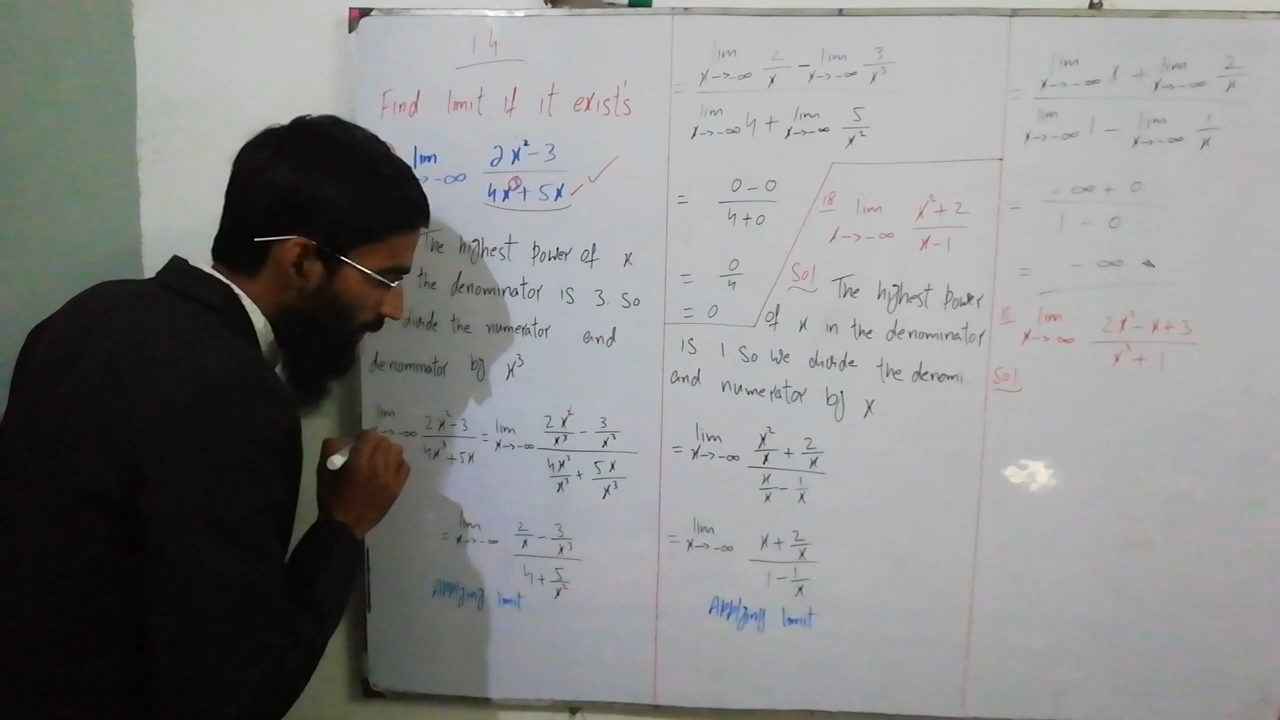 14
Find limit if it exists
lim x→-∞ 2x²-3 / 4x³+5x ✓
The highest power of x
the denominator is 3. So
divide the numerator and
denominator by x³
lim x→-∞ 2x²-3 / 4x³+5x = lim x→-∞ 2x²/x³ - 3/x³ / 4x³/x³ + 5x/x³
= lim x→-∞ 2/x - 3/x³ / 4 + 5/x²
Applying limit
= lim x→-∞ 2/x - lim x→-∞ 3/x³ / lim x→-∞ 4 + lim x→-∞ 5/x²
= 0-0 / 4+0
= 0/4
= 0
18 lim x→-∞ x²+2 / x-1
Sol The highest power
of x in the denominator
is 1 So we divide the denomi
and numerator by x
= lim x→-∞ x²/x + 2/x / x/x - 1/x
= lim x→-∞ x + 2/x / 1 - 1/x
Applying limit
= lim x→-∞ x + lim x→-∞ 2/x / lim x→-∞ 1 - lim x→-∞ 1/x
= -∞+0 / 1-0
= -∞
lim x→-∞ 2x²-x+3 / x³+1
Sol